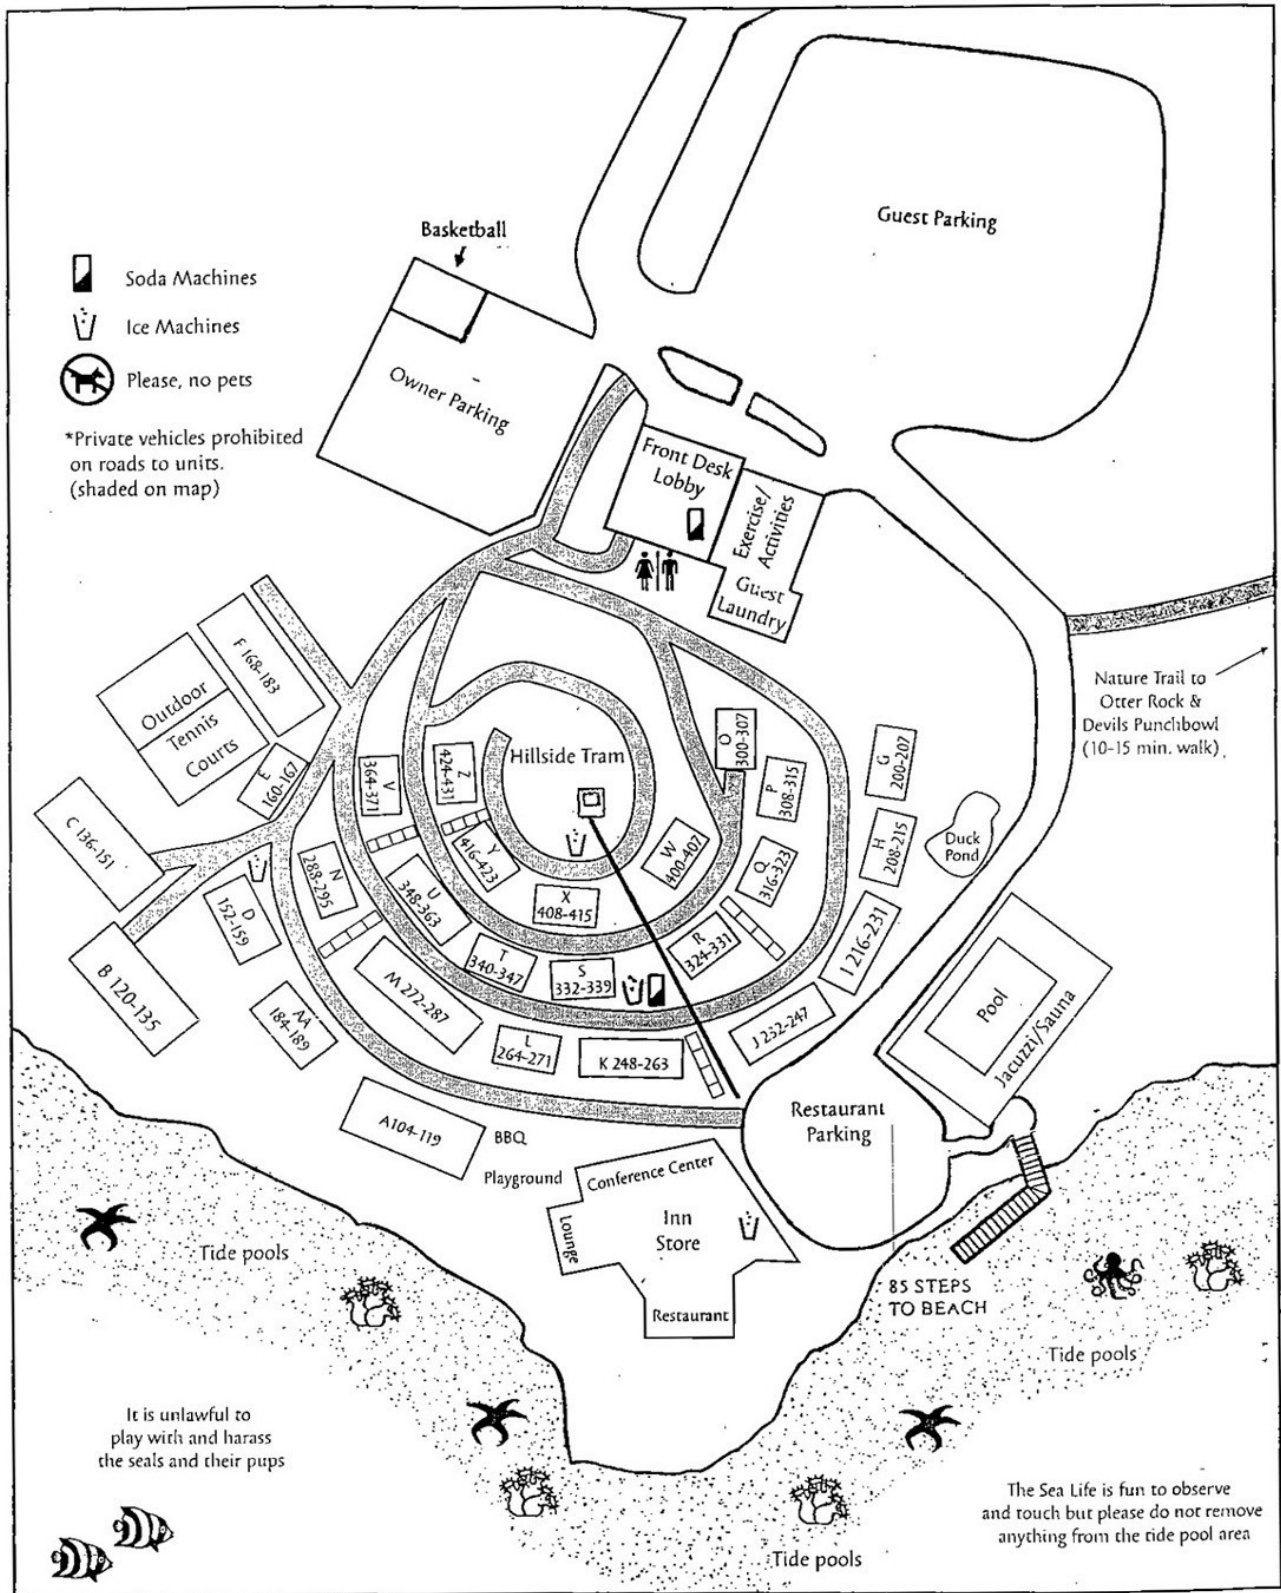 Basketball
Guest Parking
Soda Machines
Ice Machines
Please, no pets
*Private vehicles prohibited
on roads to units.
(shaded on map)
Owner Parking
Front Desk
Lobby
Exercise/
Activities
Guest
Laundry
Nature Trail to
Otter Rock &
Devils Punchbowl
(10-15 min. walk)
F 168-183
Outdoor
Tennis
Courts
E
160-167
C 136-151
D
152-159
B 120-135
AA
184-189
A104-119
V
364-371
Z
424-431
Hillside Tram
O
300-307
P
308-315
G
200-207
H
208-215
Duck
Pond
N
288-295
U
348-363
Y
416-423
X
408-415
W
400-407
Q
316-323
R
324-331
I 216-231
M 272-287
T
340-347
S
332-339
L
264-271
K 248-263
J 232-247
Pool
Jacuzzi/Sauna
Restaurant
Parking
BBQ
Playground
Conference Center
Lounge
Inn
Store
Restaurant
85 STEPS
TO BEACH
Tide pools
Tide pools
Tide pools
It is unlawful to
play with and harass
the seals and their pups
The Sea Life is fun to observe
and touch but please do not remove
anything from the tide pool area